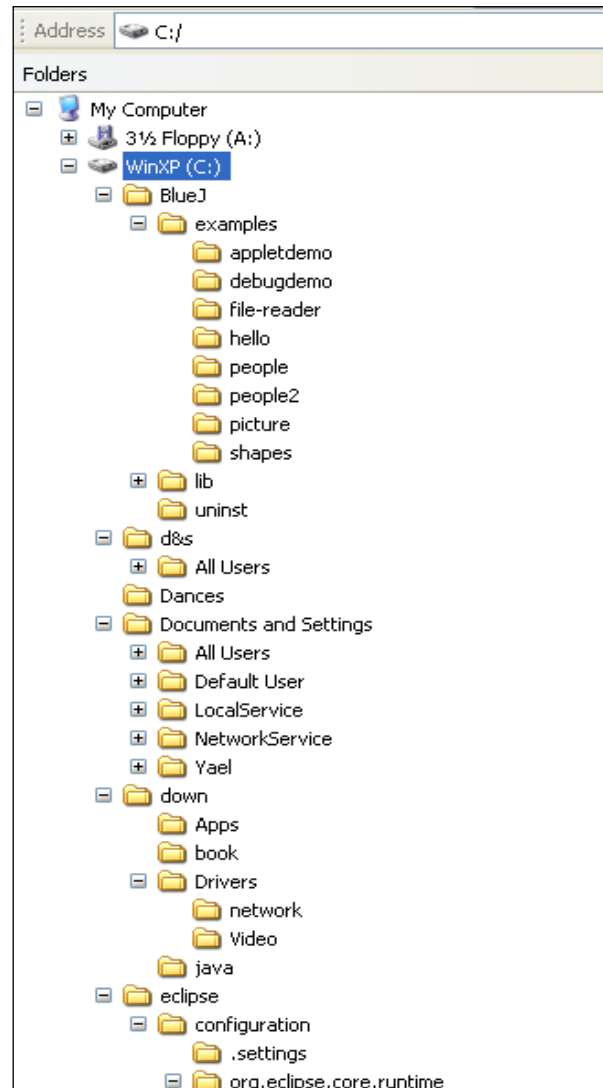 Address C:/
Folders
My Computer
3½ Floppy (A:)
WinXP (C:)
BlueJ
examples
appletdemo
debugdemo
file-reader
hello
people
people2
picture
shapes
lib
uninst
d&s
All Users
Dances
Documents and Settings
All Users
Default User
LocalService
NetworkService
Yael
down
Apps
book
Drivers
network
Video
java
eclipse
configuration
.settings
org.eclipse.core.runtime